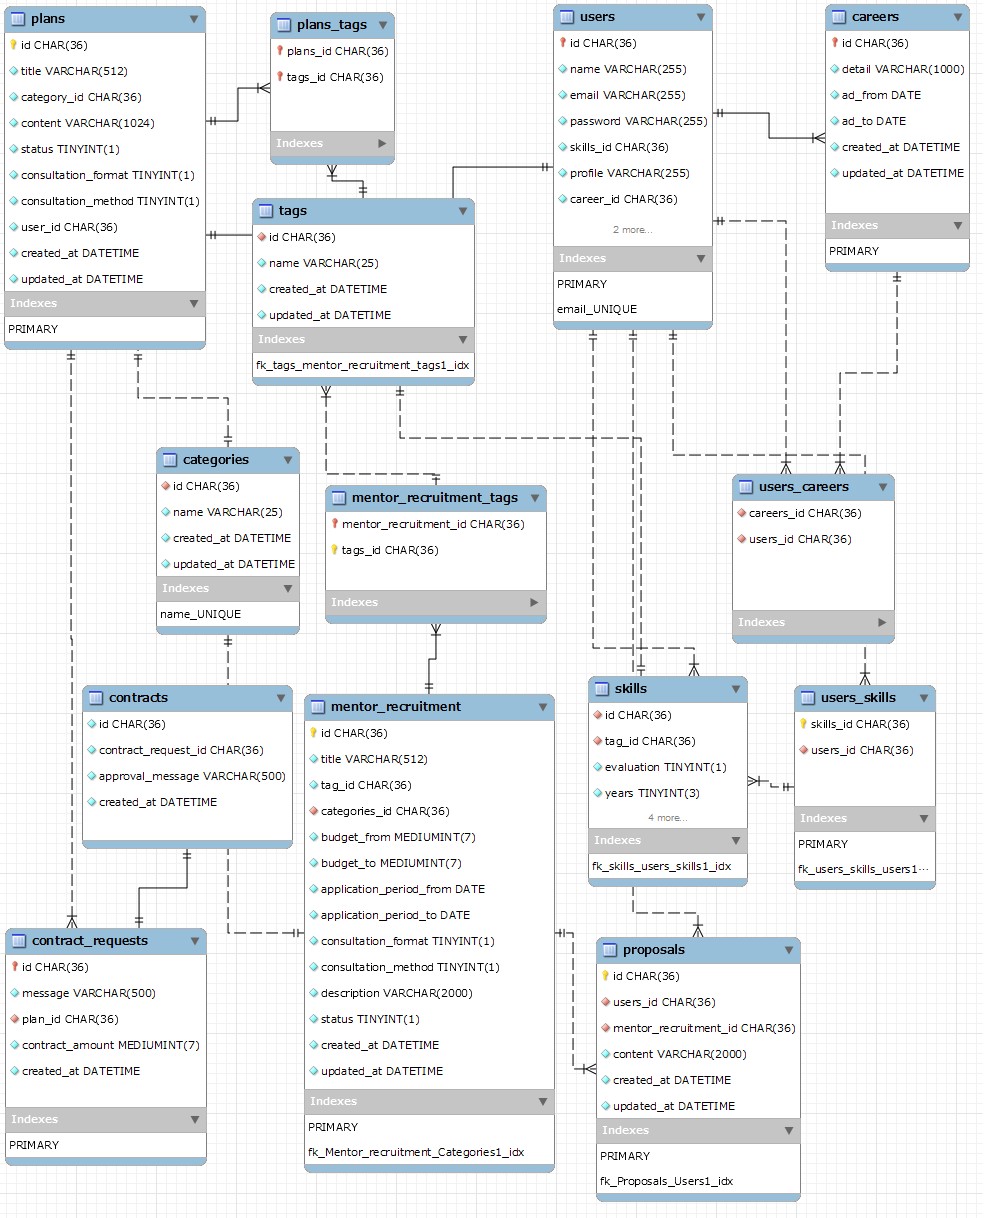 plans
id CHAR(36)
title VARCHAR(512)
category_id CHAR(36)
content VARCHAR(1024)
status TINYINT(1)
consultation_format TINYINT(1)
consultation_method TINYINT(1)
user_id CHAR(36)
created_at DATETIME
updated_at DATETIME
Indexes
PRIMARY
plans_tags
plans_id CHAR(36)
tags_id CHAR(36)
Indexes
users
id CHAR(36)
name VARCHAR(255)
email VARCHAR(255)
password VARCHAR(255)
skills_id CHAR(36)
profile VARCHAR(255)
career_id CHAR(36)
2 more...
Indexes
PRIMARY
email_UNIQUE
careers
id CHAR(36)
detail VARCHAR(1000)
ad_from DATE
ad_to DATE
created_at DATETIME
updated_at DATETIME
Indexes
PRIMARY
tags
id CHAR(36)
name VARCHAR(25)
created_at DATETIME
updated_at DATETIME
Indexes
fk_tags_mentor_recruitment_tags1_idx
categories
id CHAR(36)
name VARCHAR(25)
created_at DATETIME
updated_at DATETIME
Indexes
name_UNIQUE
mentor_recruitment_tags
mentor_recruitment_id CHAR(36)
tags_id CHAR(36)
Indexes
users_careers
careers_id CHAR(36)
users_id CHAR(36)
Indexes
contracts
id CHAR(36)
contract_request_id CHAR(36)
approval_message VARCHAR(500)
created_at DATETIME
mentor_recruitment
id CHAR(36)
title VARCHAR(512)
tag_id CHAR(36)
categories_id CHAR(36)
budget_from MEDIUMINT(7)
budget_to MEDIUMINT(7)
application_period_from DATE
application_period_to DATE
consultation_format TINYINT(1)
consultation_method TINYINT(1)
description VARCHAR(2000)
status TINYINT(1)
created_at DATETIME
updated_at DATETIME
Indexes
PRIMARY
fk_Mentor_recruitment_Categories1_idx
skills
id CHAR(36)
tag_id CHAR(36)
evaluation TINYINT(1)
years TINYINT(3)
4 more...
Indexes
fk_skills_users_skills1_idx
users_skills
skills_id CHAR(36)
users_id CHAR(36)
Indexes
PRIMARY
fk_users_skills_users1···
contract_requests
id CHAR(36)
message VARCHAR(500)
plan_id CHAR(36)
contract_amount MEDIUMINT(7)
created_at DATETIME
Indexes
PRIMARY
proposals
id CHAR(36)
users_id CHAR(36)
mentor_recruitment_id CHAR(36)
content VARCHAR(2000)
created_at DATETIME
updated_at DATETIME
Indexes
PRIMARY
fk_Proposals_Users1_idx